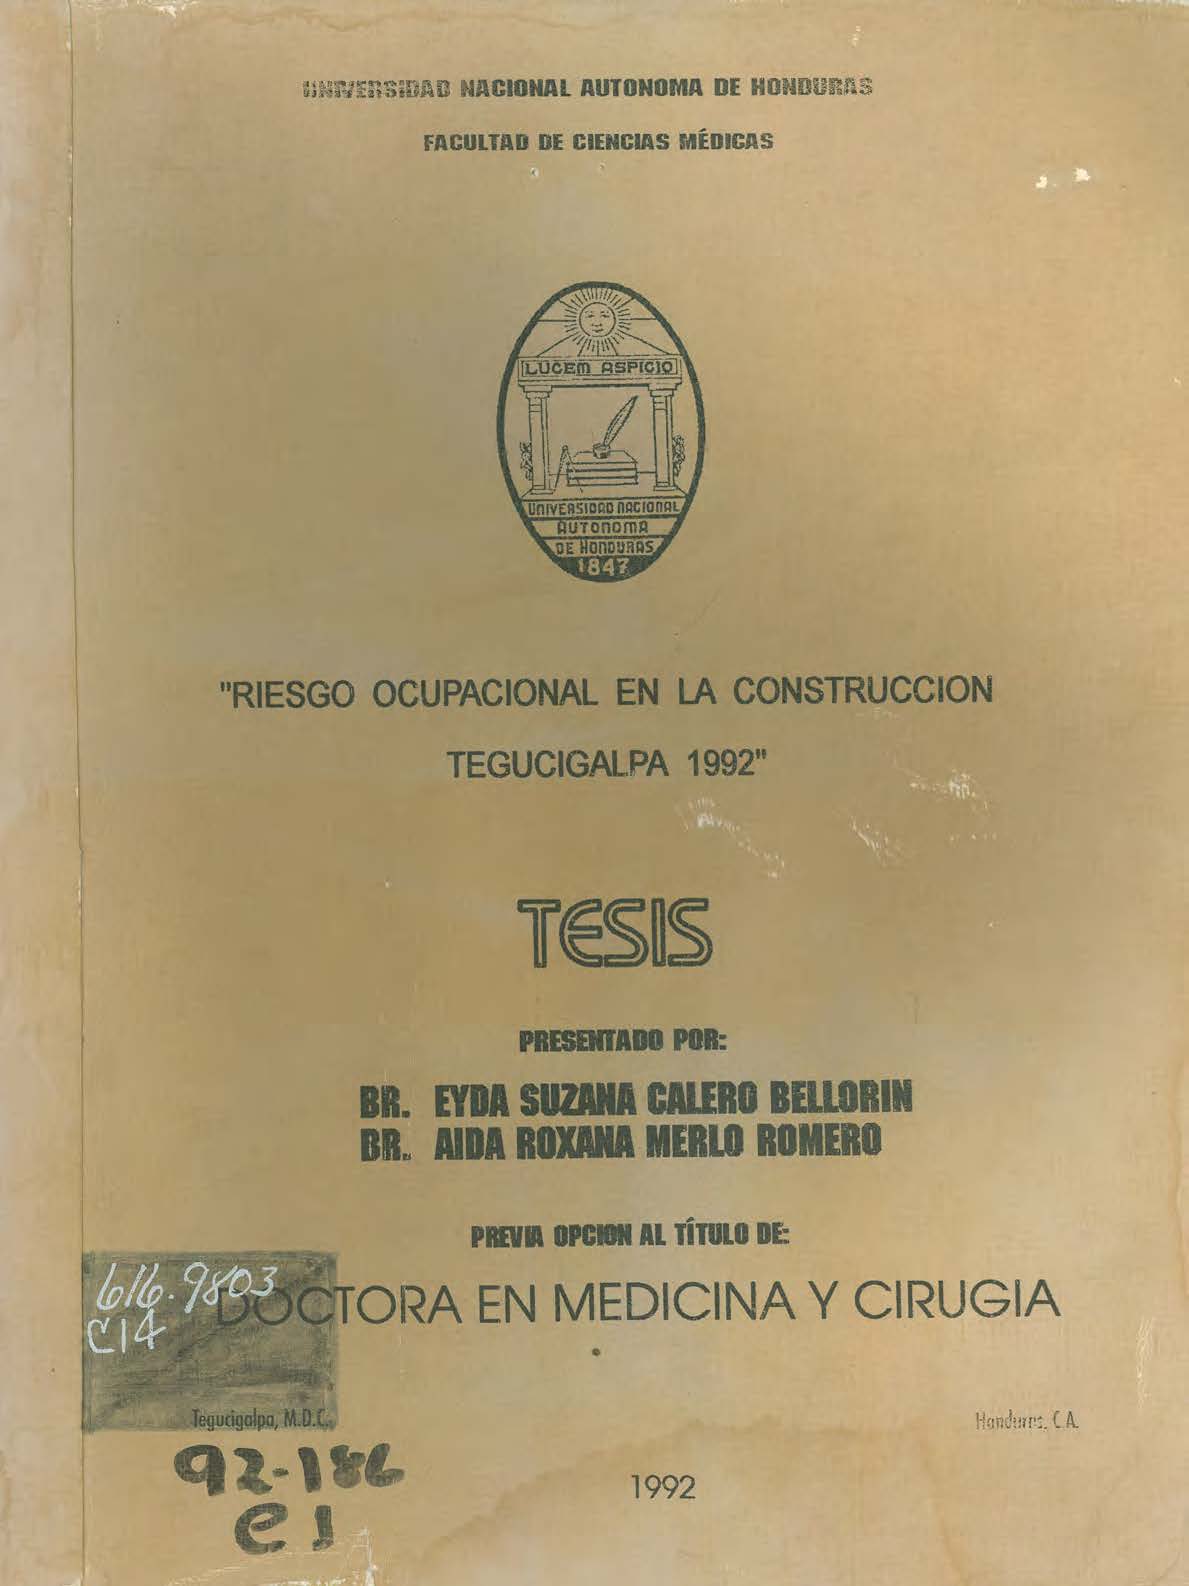 UNIVERSIDAD NACIONAL AUTONOMA DE HONDURAS
FACULTAD DE CIENCIAS MÉDICAS
LUCEM ASPICIO
UNIVERSIDAD NACIONAL
AUTONOMA
DE HONDURAS
1847
"RIESGO OCUPACIONAL EN LA CONSTRUCCION
TEGUCIGALPA 1992"
TESIS
PRESENTADO POR:
BR. EYDA SUZANA CALERO BELLORIN
BR. AIDA ROXANA MERLO ROMERO
PREVIA OPCION AL TÍTULO DE:
616.9803
C14
DOCTORA EN MEDICINA Y CIRUGIA
Tegucigalpa, M.D.C. Honduras, C.A.
92-186
C1
1992